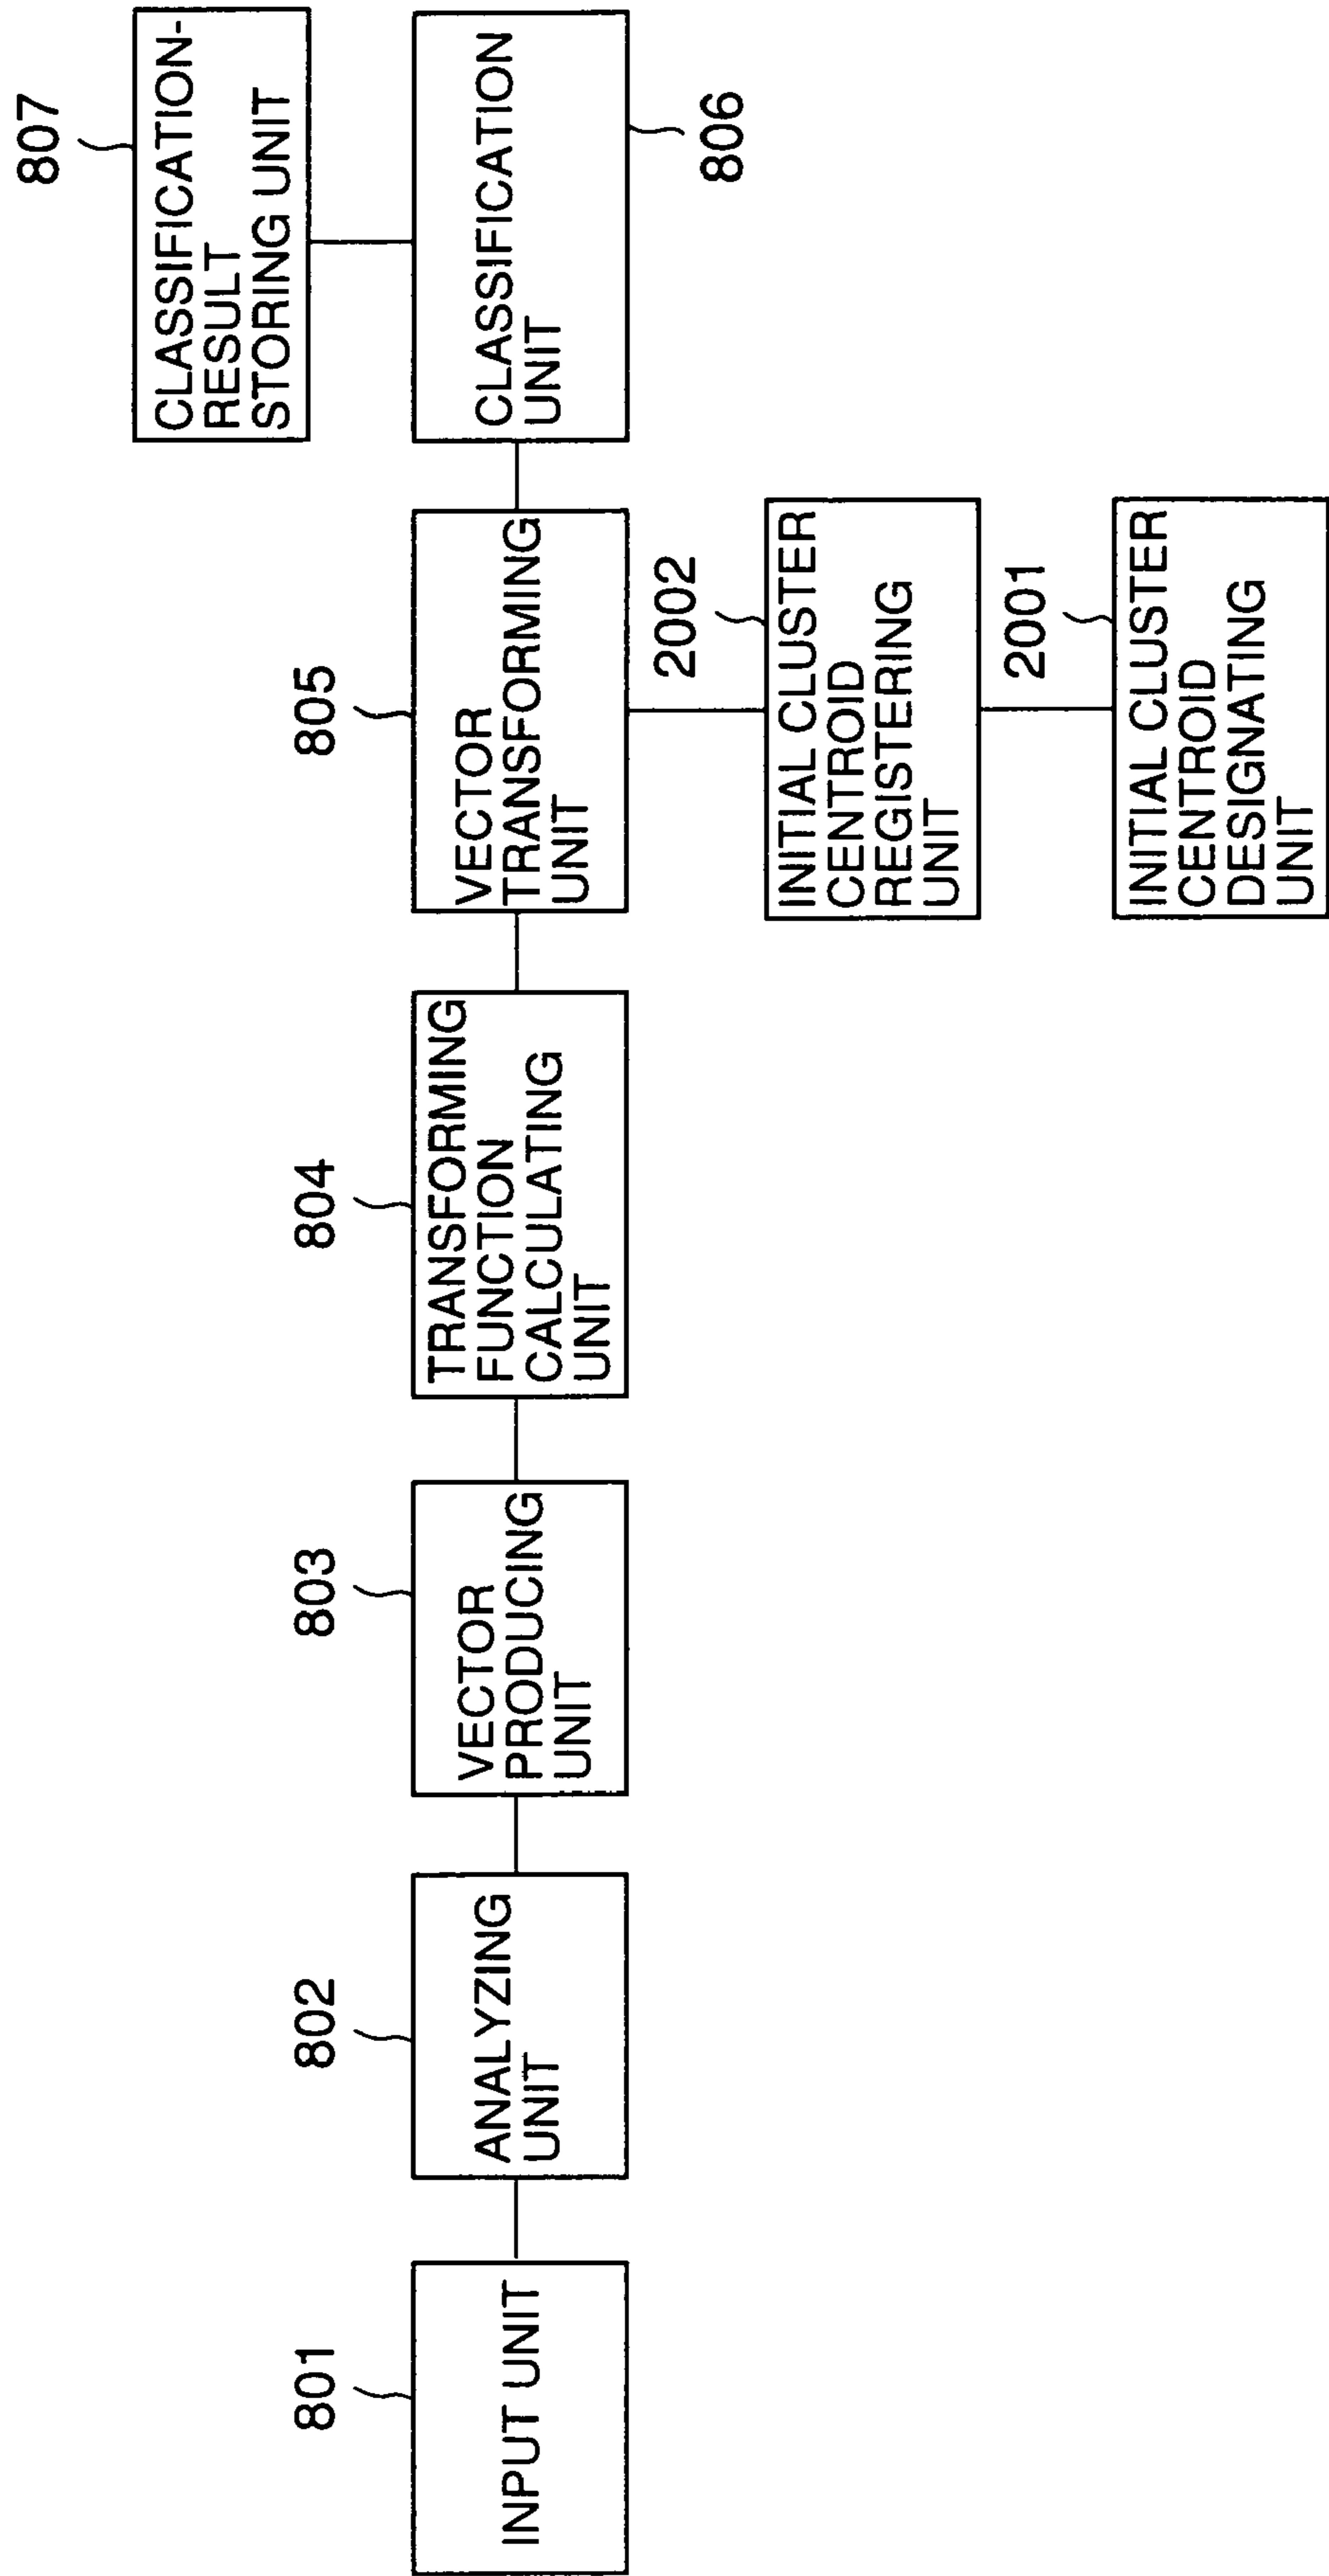 801
INPUT UNIT
802
ANALYZING
UNIT
803
VECTOR
PRODUCING
UNIT
804
TRANSFORMING
FUNCTION
CALCULATING
UNIT
805
VECTOR
TRANSFORMING
UNIT
807
CLASSIFICATION-
RESULT
STORING UNIT
CLASSIFICATION
UNIT
806
2002
INITIAL CLUSTER
CENTROID
REGISTERING
UNIT
2001
INITIAL CLUSTER
CENTROID
DESIGNATING
UNIT